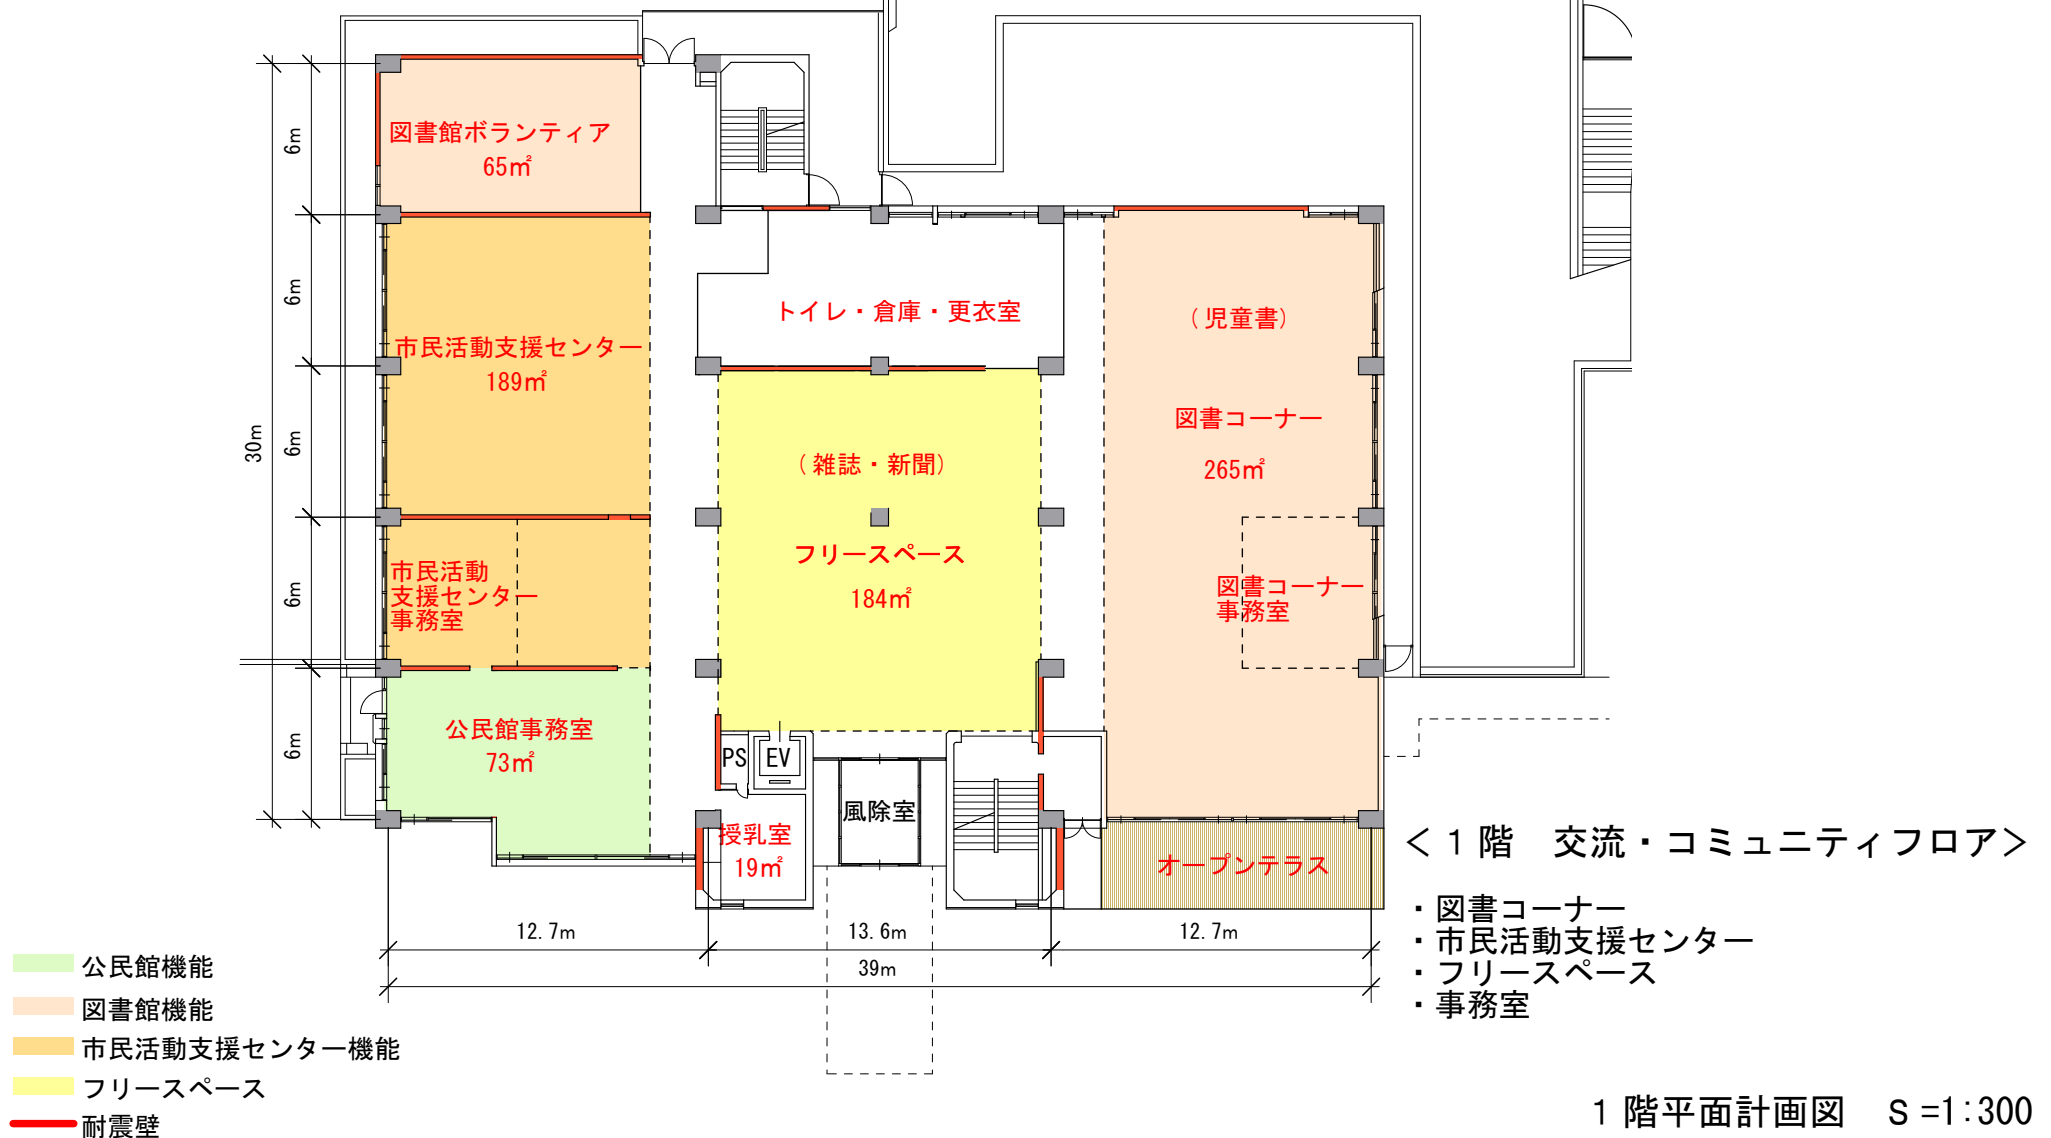 図書館ボランティア
65㎡
6m
6m
6m
6m
6m
30m
市民活動支援センター
189㎡
トイレ・倉庫・更衣室
（児童書）
図書コーナー
265㎡
（雑誌・新聞）
フリースペース
184㎡
市民活動
支援センター
事務室
図書コーナー
事務室
公民館事務室
73㎡
PS
EV
風除室
授乳室
19㎡
オープンテラス
12.7m
13.6m
12.7m
39m
＜１階　交流・コミュニティフロア＞
・図書コーナー
・市民活動支援センター
・フリースペース
・事務室
公民館機能
図書館機能
市民活動支援センター機能
フリースペース
耐震壁
１階平面計画図　S=1:300